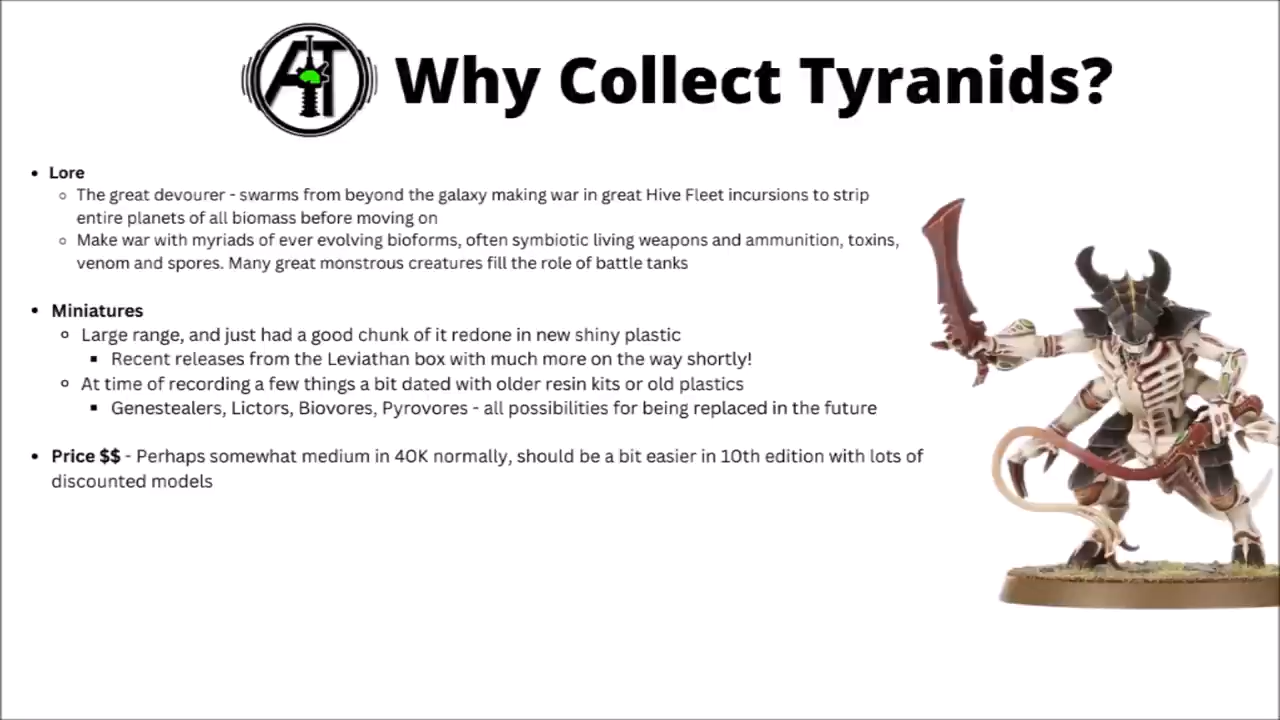 AT
Why Collect Tyranids?
• Lore
○ The great devourer - swarms from beyond the galaxy making war in great Hive Fleet incursions to strip
entire planets of all biomass before moving on
○ Make war with myriads of ever evolving bioforms, often symbiotic living weapons and ammunition, toxins,
venom and spores. Many great monstrous creatures fill the role of battle tanks
• Miniatures
○ Large range, and just had a good chunk of it redone in new shiny plastic
▪ Recent releases from the Leviathan box with much more on the way shortly!
○ At time of recording a few things a bit dated with older resin kits or old plastics
▪ Genestealers, Lictors, Biovores, Pyrovores - all possibilities for being replaced in the future
• Price $$ - Perhaps somewhat medium in 40K normally, should be a bit easier in 10th edition with lots of
discounted models